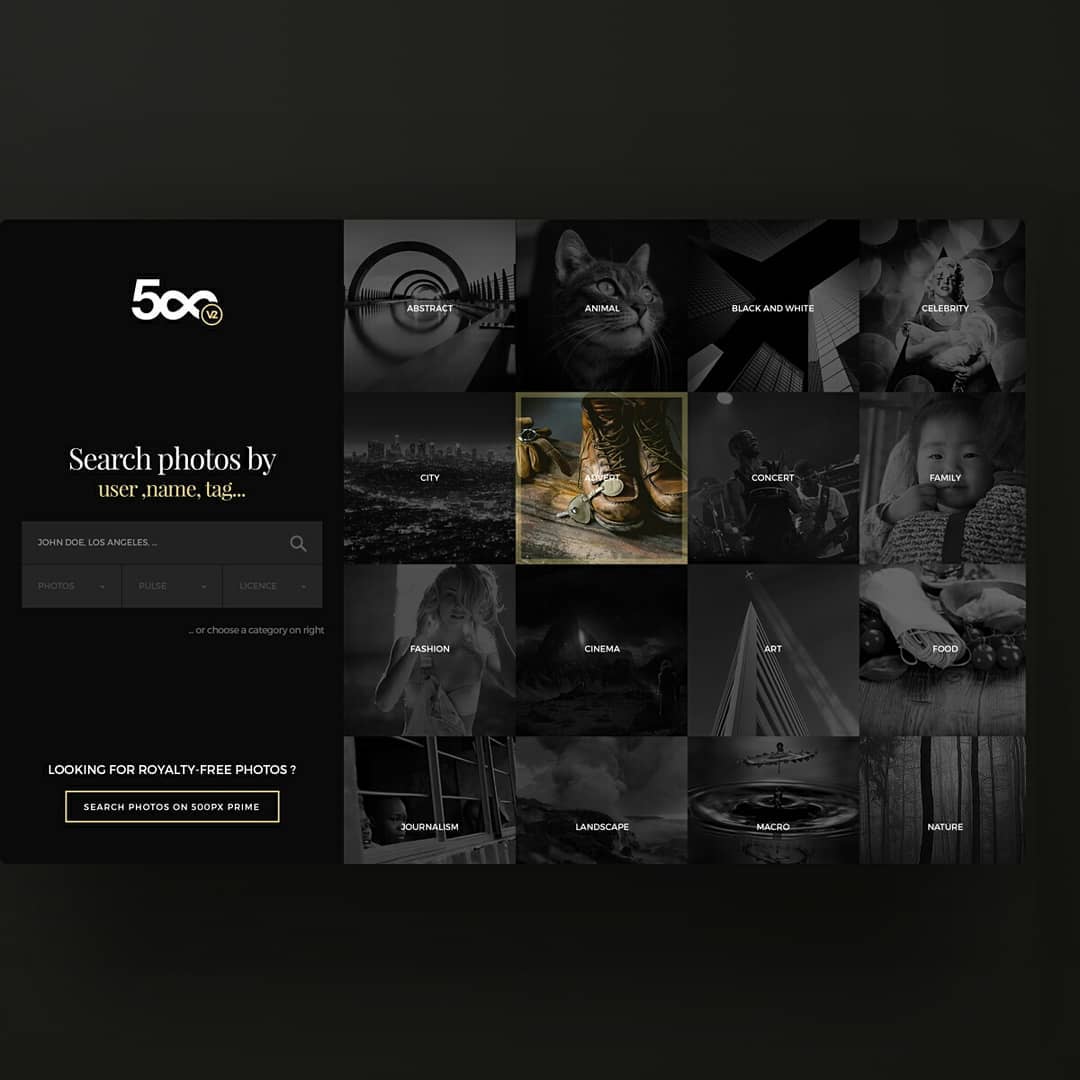 500
V2
Search photos by
user ,name, tag...
JOHN DOE, LOS ANGELES, ...
PHOTOS
PULSE
LICENCE
... or choose a category on right
LOOKING FOR ROYALTY-FREE PHOTOS ?
SEARCH PHOTOS ON 500PX PRIME
ABSTRACT
ANIMAL
BLACK AND WHITE
CELEBRITY
CITY
ADVERT
CONCERT
FAMILY
FASHION
CINEMA
ART
FOOD
JOURNALISM
LANDSCAPE
MACRO
NATURE